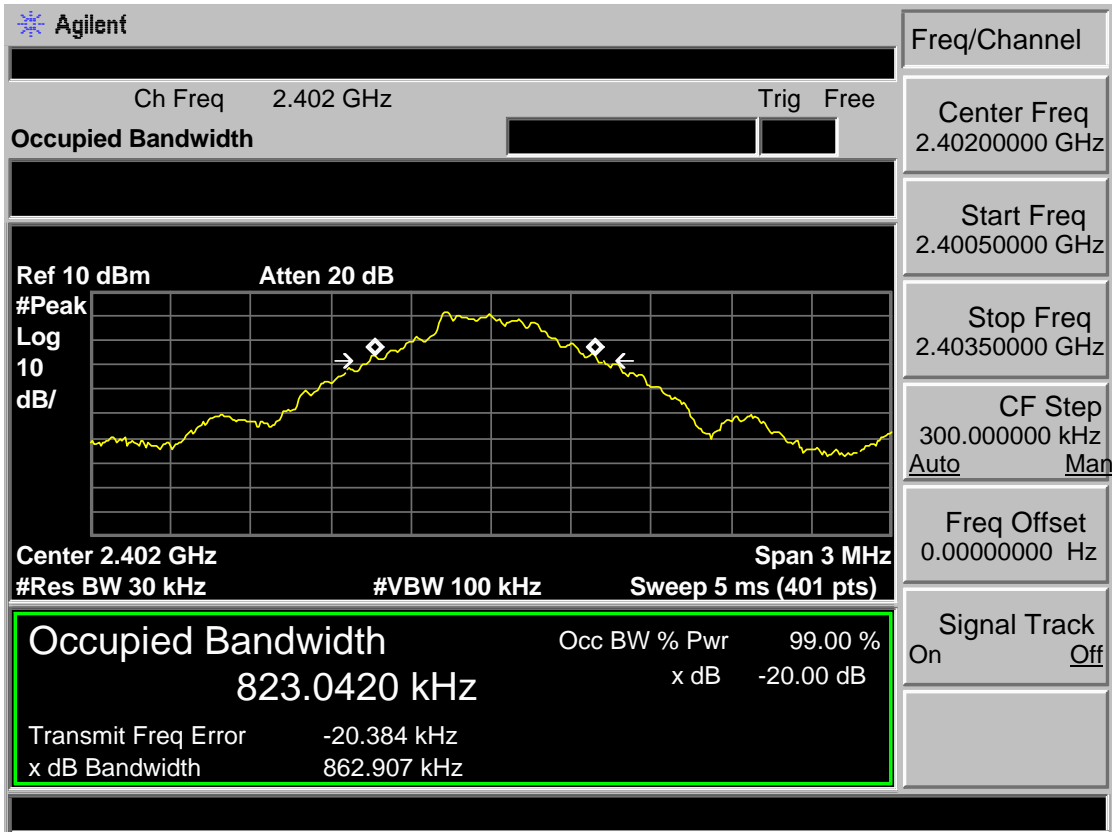 Agilent
Freq/Channel
Ch Freq 2.402 GHz Trig Free
Occupied Bandwidth
Center Freq
2.40200000 GHz
Start Freq
2.40050000 GHz
Stop Freq
2.40350000 GHz
CF Step
300.000000 kHz
Auto Man
Freq Offset
0.00000000 Hz
Signal Track
On Off
Ref 10 dBm Atten 20 dB
#Peak
Log
10
dB/
Center 2.402 GHz Span 3 MHz
#Res BW 30 kHz #VBW 100 kHz Sweep 5 ms (401 pts)
Occupied Bandwidth
823.0420 kHz
Occ BW % Pwr 99.00 %
x dB -20.00 dB
Transmit Freq Error -20.384 kHz
x dB Bandwidth 862.907 kHz